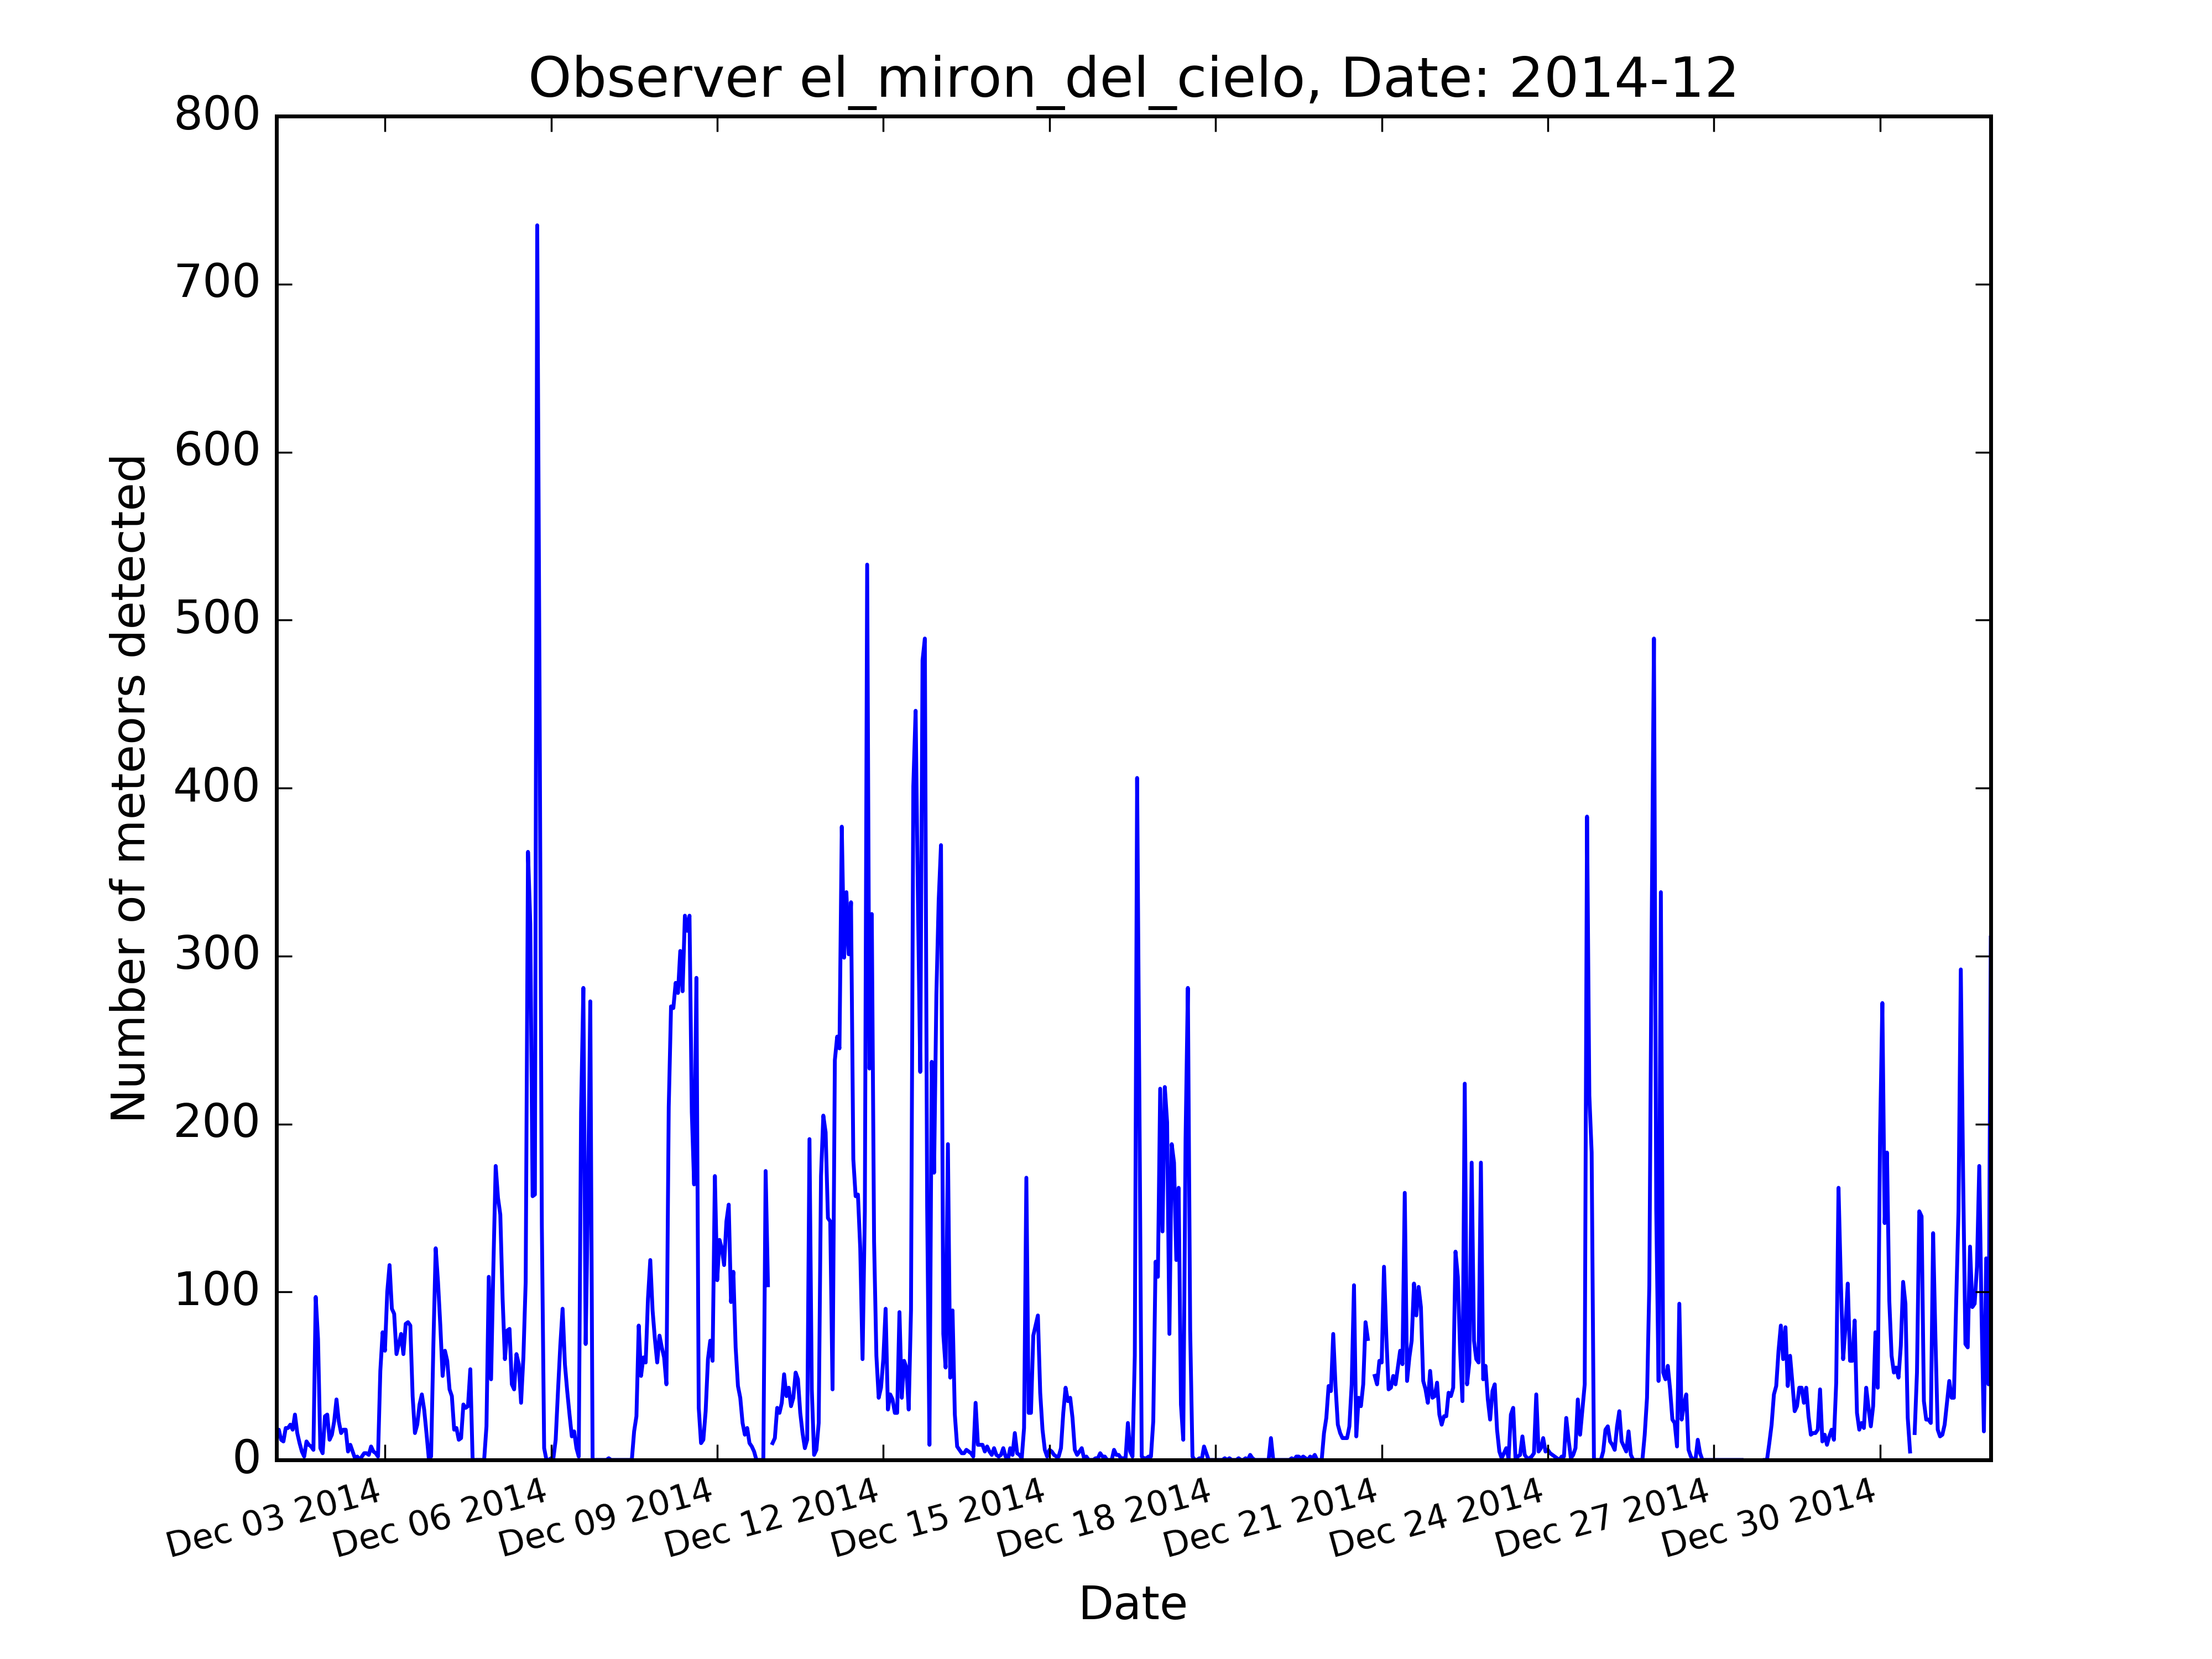 Observer el_miron_del_cielo, Date: 2014-12
Number of meteors detected
800
700
600
500
400
300
200
100
0
Dec 03 2014
Dec 06 2014
Dec 09 2014
Dec 12 2014
Dec 15 2014
Dec 18 2014
Dec 21 2014
Dec 24 2014
Dec 27 2014
Dec 30 2014
Date